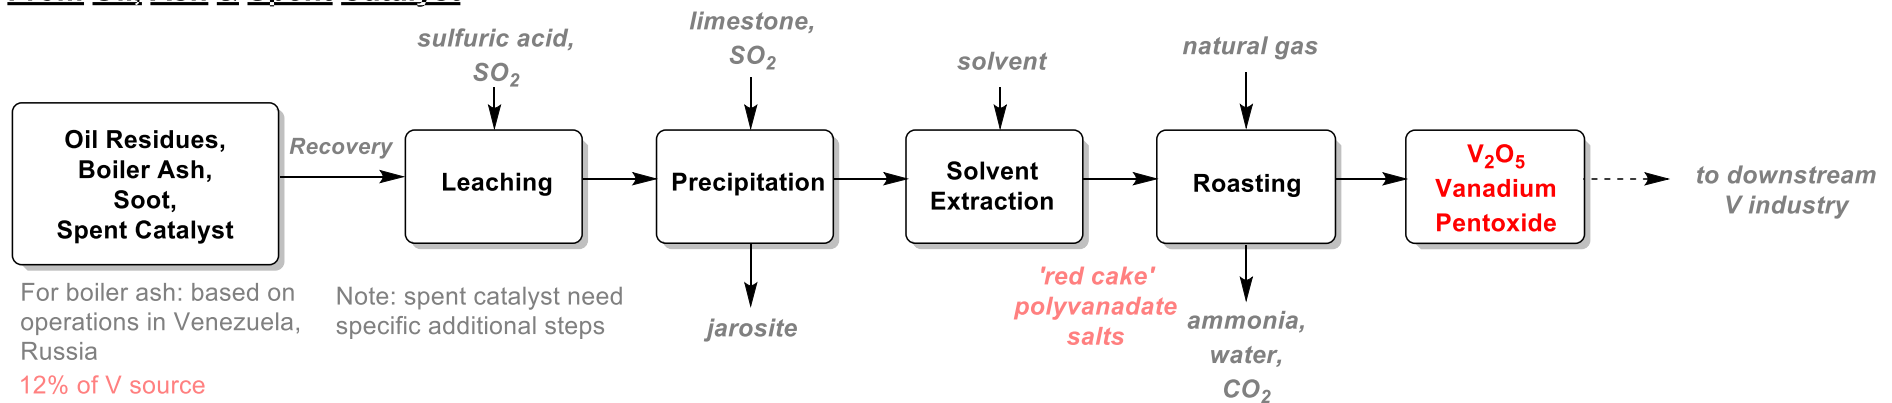 sulfuric acid,
SO2
limestone,
SO2
solvent
natural gas
Oil Residues,
Boiler Ash,
Soot,
Spent Catalyst
Recovery
Leaching
Precipitation
Solvent
Extraction
Roasting
V2O5
Vanadium
Pentoxide
to downstream
V industry
For boiler ash: based on
operations in Venezuela,
Russia
12% of V source
Note: spent catalyst need
specific additional steps
jarosite
'red cake'
polyvanadate
salts
ammonia,
water,
CO2